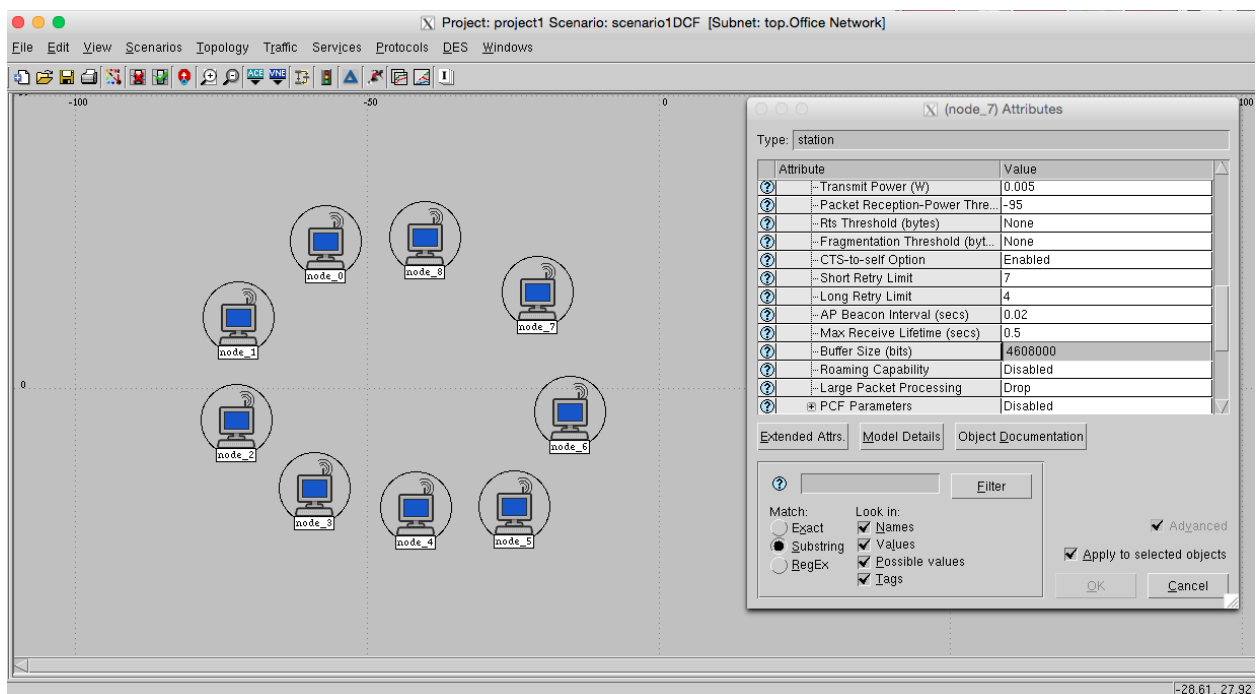 Project: project1 Scenario: scenario1DCF [Subnet: top.Office Network]
File Edit View Scenarios Topology Traffic Services Protocols DES Windows
ACE VNE
-100 -50 0 100
(node_7) Attributes
Type: station
Attribute Value
Transmit Power (W) 0.005
Packet Reception-Power Thre... -95
Rts Threshold (bytes) None
Fragmentation Threshold (byt... None
CTS-to-self Option Enabled
Short Retry Limit 7
Long Retry Limit 4
AP Beacon Interval (secs) 0.02
Max Receive Lifetime (secs) 0.5
Buffer Size (bits) 4608000
Roaming Capability Disabled
Large Packet Processing Drop
PCF Parameters Disabled
Extended Attrs. Model Details Object Documentation
Filter
Match: Look in:
Exact Names
Substring Values
RegEx Possible values
Tags
Advanced
Apply to selected objects
OK Cancel
node_0
node_8
node_7
node_1
0
node_6
node_2
node_3
node_4
node_5
-28.61, 27.92